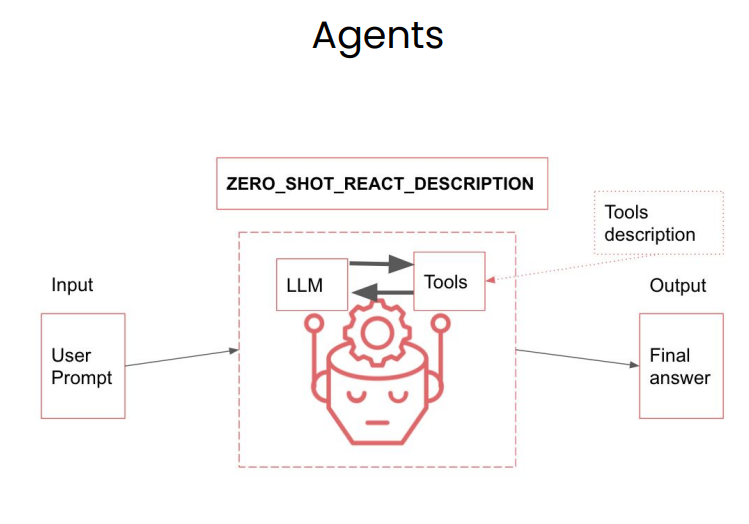 Agents
ZERO_SHOT_REACT_DESCRIPTION
Tools
description
LLM
Tools
Input
User
Prompt
Output
Final
answer